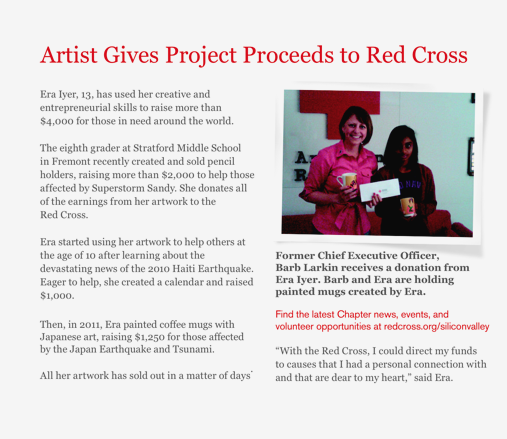 Artist Gives Project Proceeds to Red Cross
Era Iyer, 13, has used her creative and
entrepreneurial skills to raise more than
$4,000 for those in need around the world.
The eighth grader at Stratford Middle School
in Fremont recently created and sold pencil
holders, raising more than $2,000 to help those
affected by Superstorm Sandy. She donates all
of the earnings from her artwork to the
Red Cross.
Era started using her artwork to help others at
the age of 10 after learning about the
devastating news of the 2010 Haiti Earthquake.
Eager to help, she created a calendar and raised
$1,000.
Then, in 2011, Era painted coffee mugs with
Japanese art, raising $1,250 for those affected
by the Japan Earthquake and Tsunami.
All her artwork has sold out in a matter of days
Former Chief Executive Officer,
Barb Larkin receives a donation from
Era Iyer. Barb and Era are holding
painted mugs created by Era.
Find the latest Chapter news, events, and
volunteer opportunities at redcross.org/siliconvalley
“With the Red Cross, I could direct my funds
to causes that I had a personal connection with
and that are dear to my heart,” said Era.